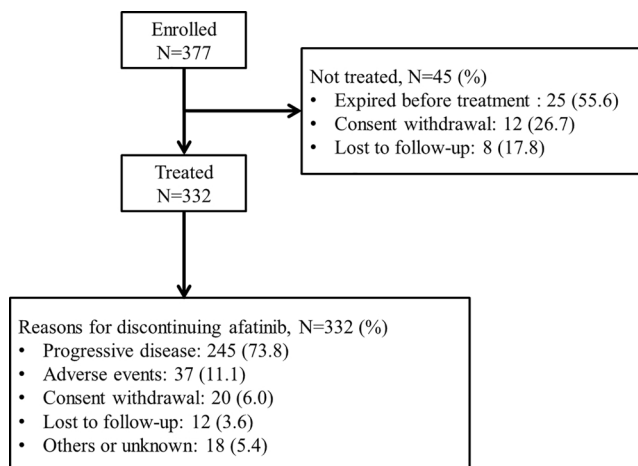 Enrolled
N=377
Not treated, N=45 (%)
• Expired before treatment : 25 (55.6)
• Consent withdrawal: 12 (26.7)
• Lost to follow-up: 8 (17.8)
Treated
N=332
Reasons for discontinuing afatinib, N=332 (%)
• Progressive disease: 245 (73.8)
• Adverse events: 37 (11.1)
• Consent withdrawal: 20 (6.0)
• Lost to follow-up: 12 (3.6)
• Others or unknown: 18 (5.4)